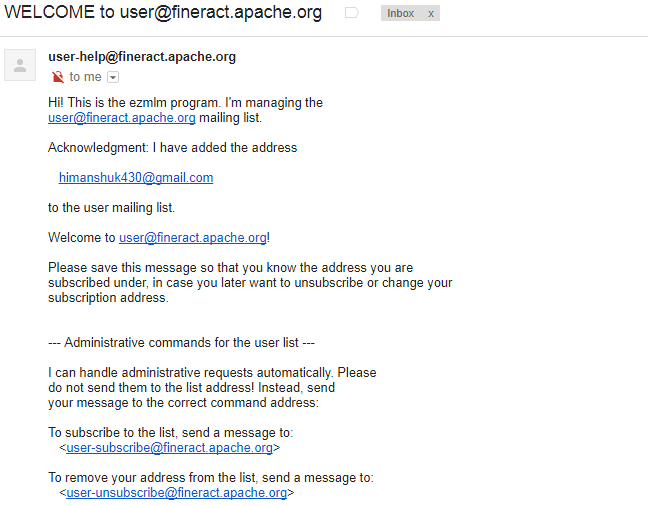 WELCOME to user@fineract.apache.org Inbox x
user-help@fineract.apache.org
to me
Hi! This is the ezmlm program. I'm managing the
user@fineract.apache.org mailing list.
Acknowledgment: I have added the address
himanshuk430@gmail.com
to the user mailing list.
Welcome to user@fineract.apache.org!
Please save this message so that you know the address you are
subscribed under, in case you later want to unsubscribe or change your
subscription address.
--- Administrative commands for the user list ---
I can handle administrative requests automatically. Please
do not send them to the list address! Instead, send
your message to the correct command address:
To subscribe to the list, send a message to:
<user-subscribe@fineract.apache.org>
To remove your address from the list, send a message to:
<user-unsubscribe@fineract.apache.org>